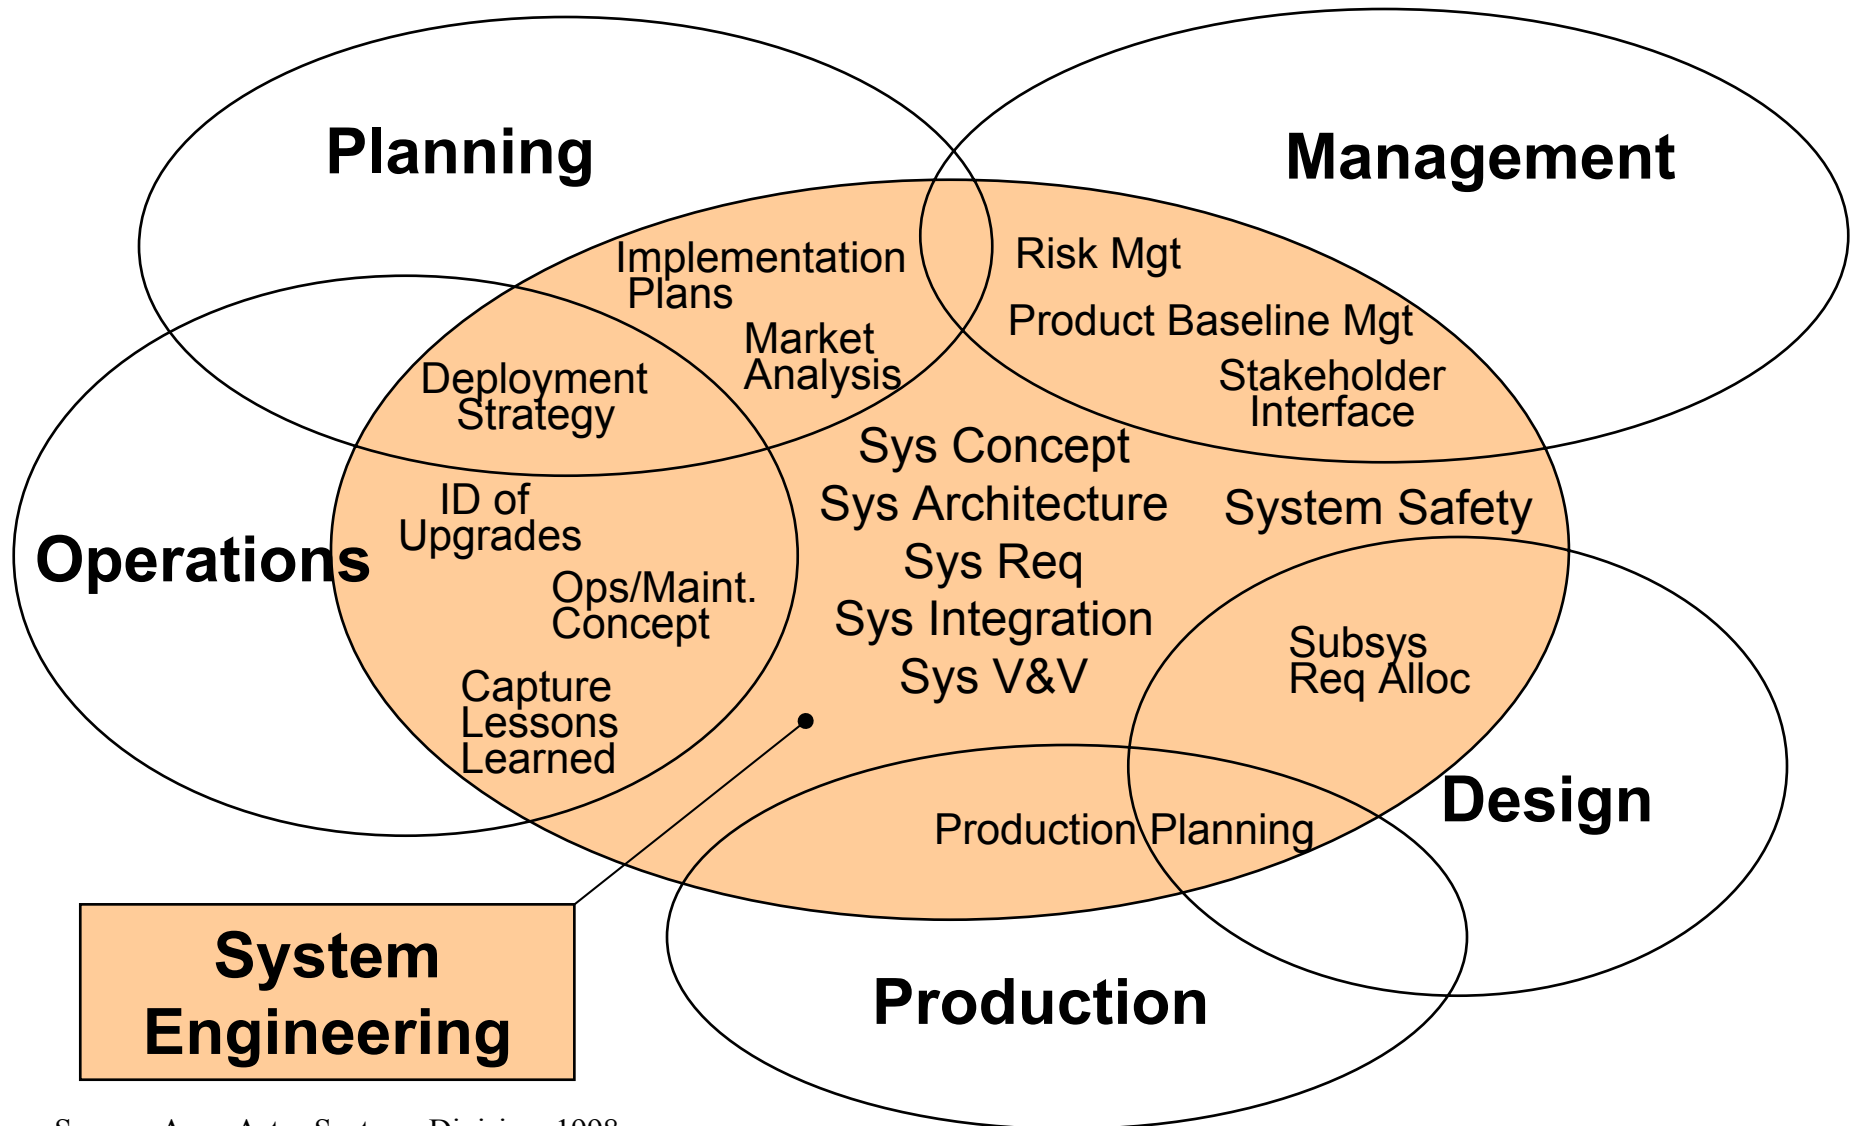 Planning
Management
Implementation
Plans
Risk Mgt
Product Baseline Mgt
Market
Analysis
Stakeholder
Interface
Deployment
Strategy
Sys Concept
Sys Architecture
Sys Req
Sys Integration
Sys V&V
System Safety
ID of
Upgrades
Operations
Ops/Maint.
Concept
Capture
Lessons
Learned
Subsys
Req Alloc
Design
Production Planning
System
Engineering
Production